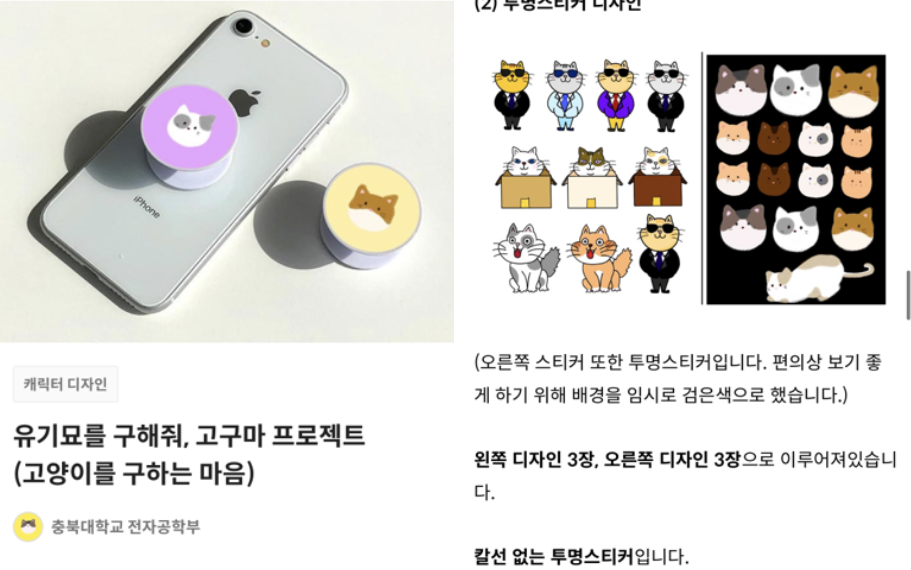 iPhone
캐릭터 디자인
유기묘를 구해줘, 고구마 프로젝트
(고양이를 구하는 마음)
충북대학교 전자공학부
(2) 투명스티커 디자인
(오른쪽 스티커 또한 투명스티커입니다. 편의상 보기 좋
게 하기 위해 배경을 임시로 검은색으로 했습니다.)
왼쪽 디자인 3장, 오른쪽 디자인 3장으로 이루어져있습니
다.
칼선 없는 투명스티커입니다.